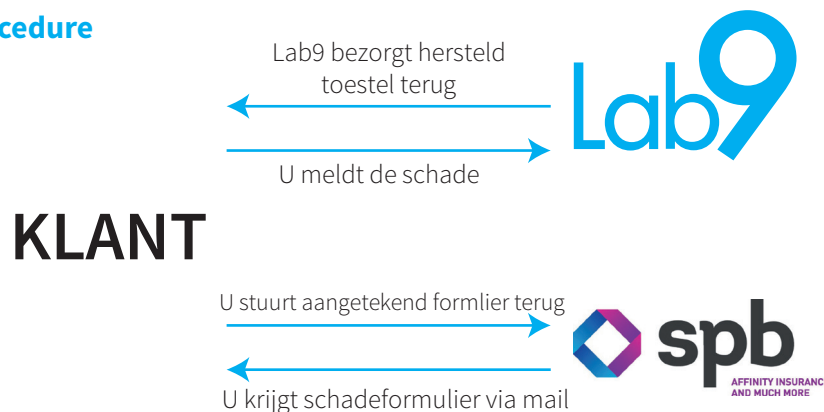 cedure
Lab9 bezorgt hersteld
toestel terug
Lab9
U meldt de schade
KLANT
U stuurt aangetekend formlier terug
spb
AFFINITY INSURANC
AND MUCH MORE
U krijgt schadeformulier via mail